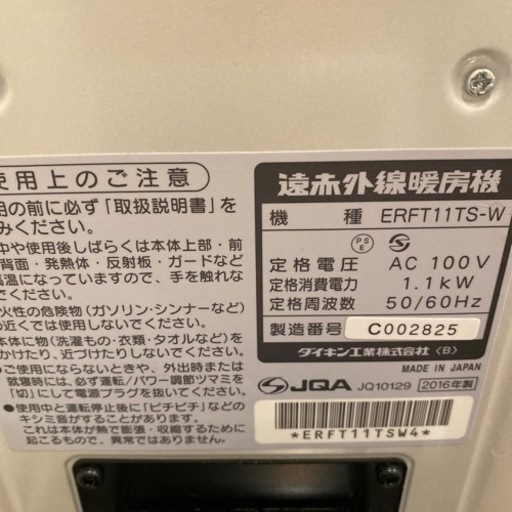 使用上のご注意
用の前に必ず「取扱説明書」を
みください。
中や使用後しばらくは本体上部・前
背面・発熱体・反射板・ガードなど
高温になっていますので、手を触れな
でください。
火性の危険物(ガソリン・シンナーなど)
の近くでは使用しないでください。
本体に物(洗濯もの・衣類・タオルなど)を
かけたり、近づけたりしないでください。
ご使用にならないときや、外出時または
就寝時には、必ず運転/パワー調節ツマミを
「切」にして電源プラグを抜いてください。
●使用中と運転停止後に「ピチピチ」などの
キシミ音がすることがあります。
これは本体が熱で膨張・収縮するために
起こるもので、異常ではありません。
遠赤外線暖房機
機 種 ERFT11TS-W
PS E
定格電圧 AC 100V
定格消費電力 1.1kW
定格周波数 50/60Hz
製造番号 C002825
ダイキン工業株式会社 〈B〉
MADE IN JAPAN
JQA JQ10129 2016年製
*ERFT11TSW4*